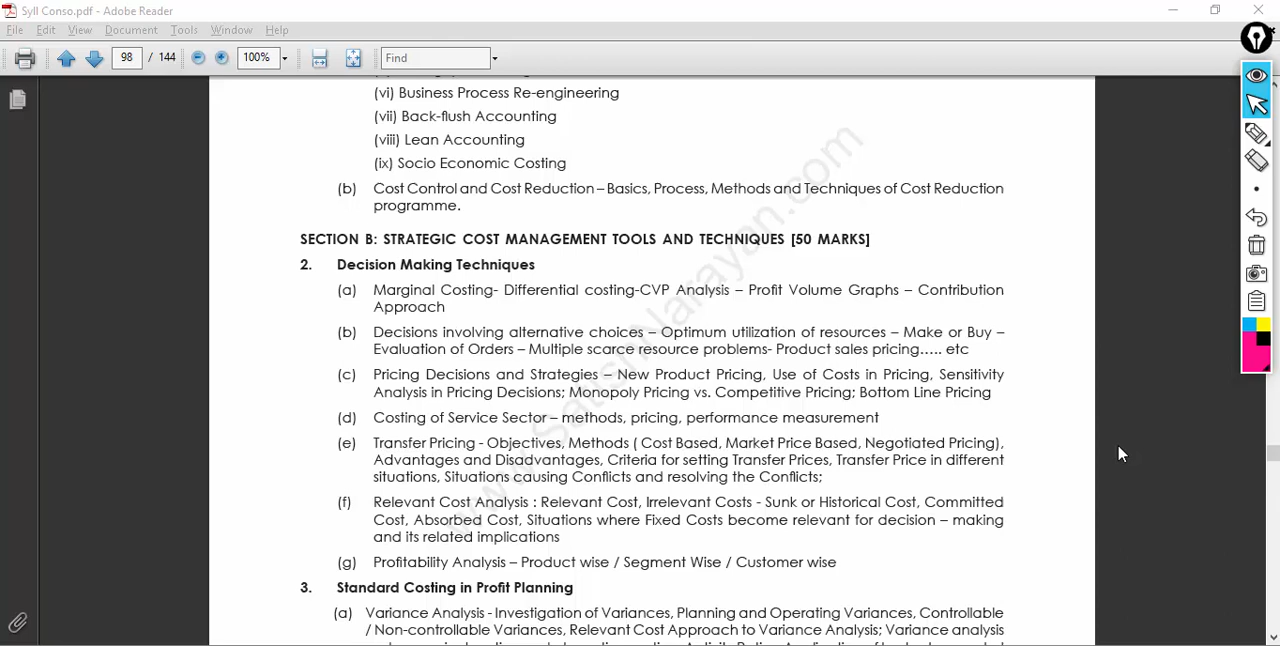 Syll Conso.pdf - Adobe Reader
File Edit View Document Tools Window Help
98 / 144 100% Find
(vi) Business Process Re-engineering
(vii) Back-flush Accounting
(viii) Lean Accounting
(ix) Socio Economic Costing
(b) Cost Control and Cost Reduction – Basics, Process, Methods and Techniques of Cost Reduction
programme.
SECTION B: STRATEGIC COST MANAGEMENT TOOLS AND TECHNIQUES [50 MARKS]
2. Decision Making Techniques
(a) Marginal Costing- Differential costing-CVP Analysis – Profit Volume Graphs – Contribution
Approach
(b) Decisions involving alternative choices – Optimum utilization of resources – Make or Buy –
Evaluation of Orders – Multiple scarce resource problems- Product sales pricing..... etc
(c) Pricing Decisions and Strategies – New Product Pricing, Use of Costs in Pricing, Sensitivity
Analysis in Pricing Decisions; Monopoly Pricing vs. Competitive Pricing; Bottom Line Pricing
(d) Costing of Service Sector – methods, pricing, performance measurement
(e) Transfer Pricing - Objectives, Methods ( Cost Based, Market Price Based, Negotiated Pricing),
Advantages and Disadvantages, Criteria for setting Transfer Prices, Transfer Price in different
situations, Situations causing Conflicts and resolving the Conflicts;
(f) Relevant Cost Analysis : Relevant Cost, Irrelevant Costs - Sunk or Historical Cost, Committed
Cost, Absorbed Cost, Situations where Fixed Costs become relevant for decision – making
and its related implications
(g) Profitability Analysis – Product wise / Segment Wise / Customer wise
3. Standard Costing in Profit Planning
(a) Variance Analysis - Investigation of Variances, Planning and Operating Variances, Controllable
/ Non-controllable Variances, Relevant Cost Approach to Variance Analysis; Variance analysis